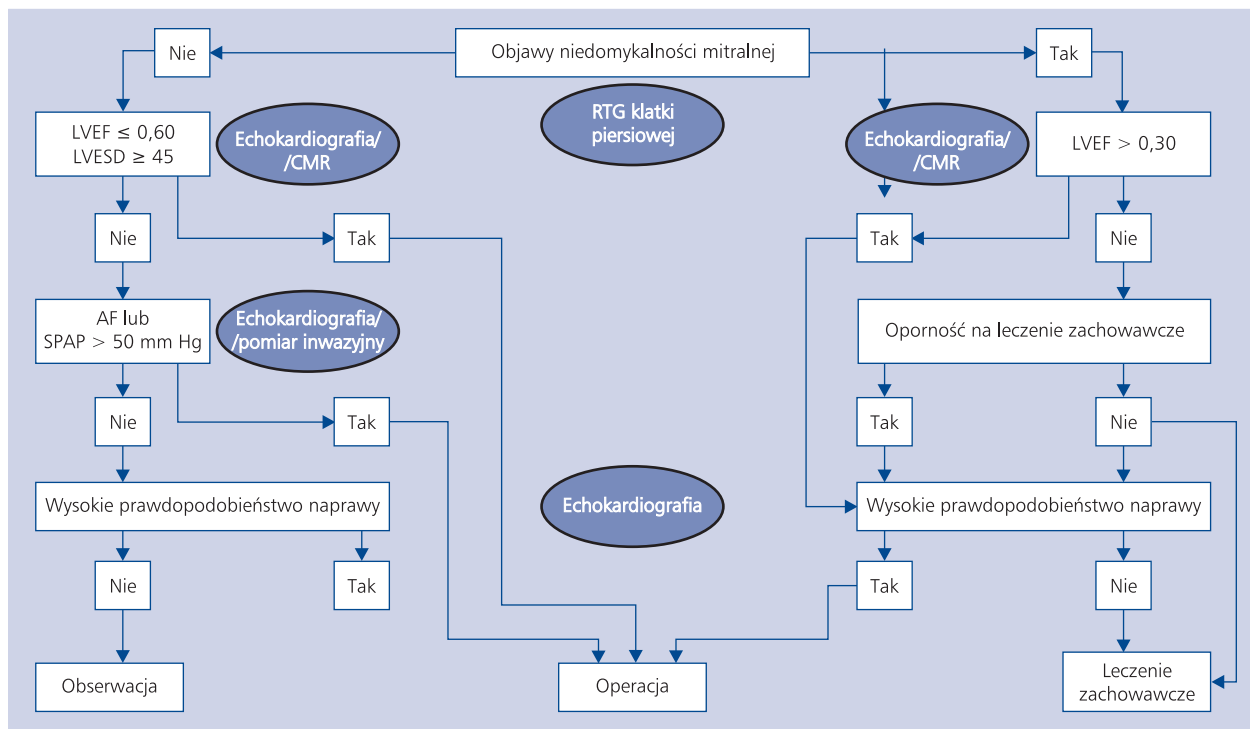 Nie
Objawy niedomykalności mitralnej
Tak
RTG klatki
piersiowej
LVEF ≤ 0,60
LVESD ≥ 45
Echokardiografia/
/CMR
Echokardiografia/
/CMR
LVEF > 0,30
Nie
Tak
Tak
Nie
AF lub
SPAP > 50 mm Hg
Echokardiografia/
/pomiar inwazyjny
Oporność na leczenie zachowawcze
Nie
Tak
Tak
Nie
Wysokie prawdopodobieństwo naprawy
Echokardiografia
Wysokie prawdopodobieństwo naprawy
Nie
Tak
Tak
Nie
Obserwacja
Operacja
Leczenie
zachowawcze